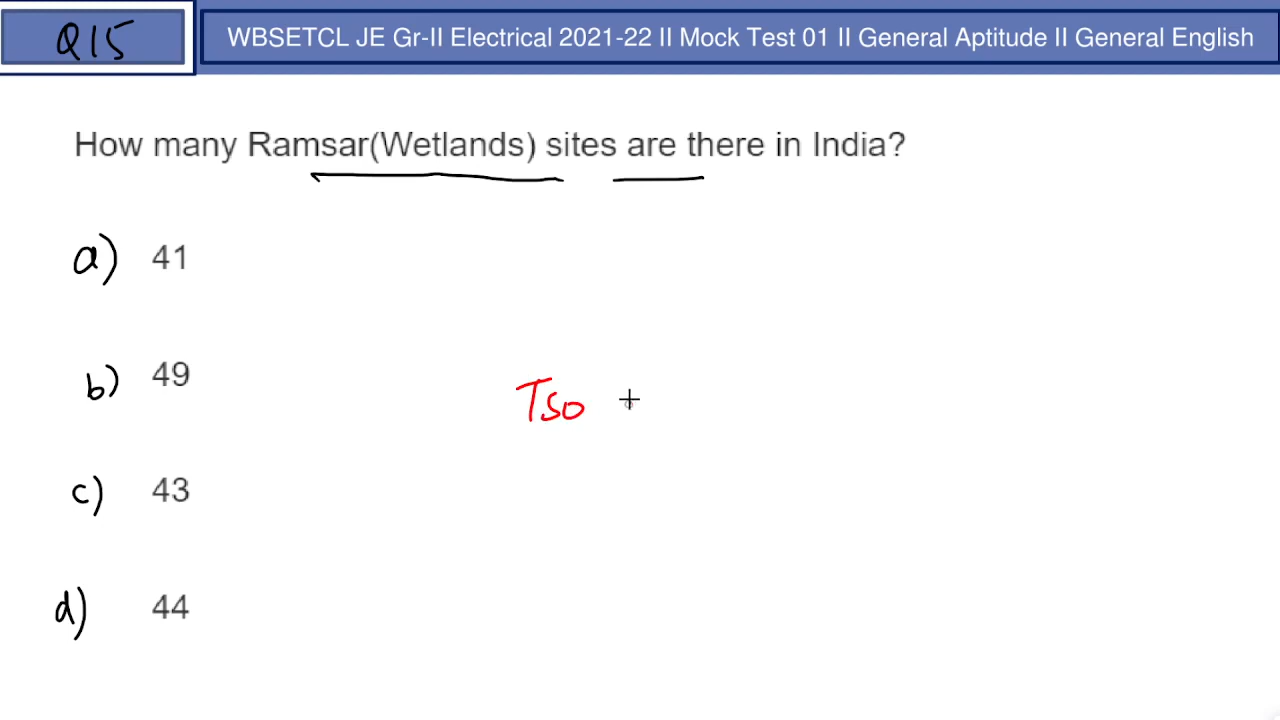 Q15
WBSETCL JE Gr-II Electrical 2021-22 II Mock Test 01 II General Aptitude II General English
How many Ramsar(Wetlands) sites are there in India?
a) 41
b) 49
Tso
c) 43
d) 44